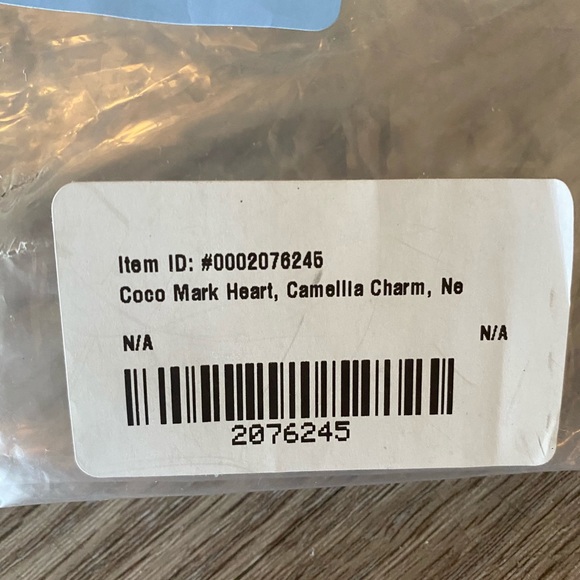 Item ID: #0002076245
Coco Mark Heart, Camellia Charm, Ne
N/A N/A
2076245